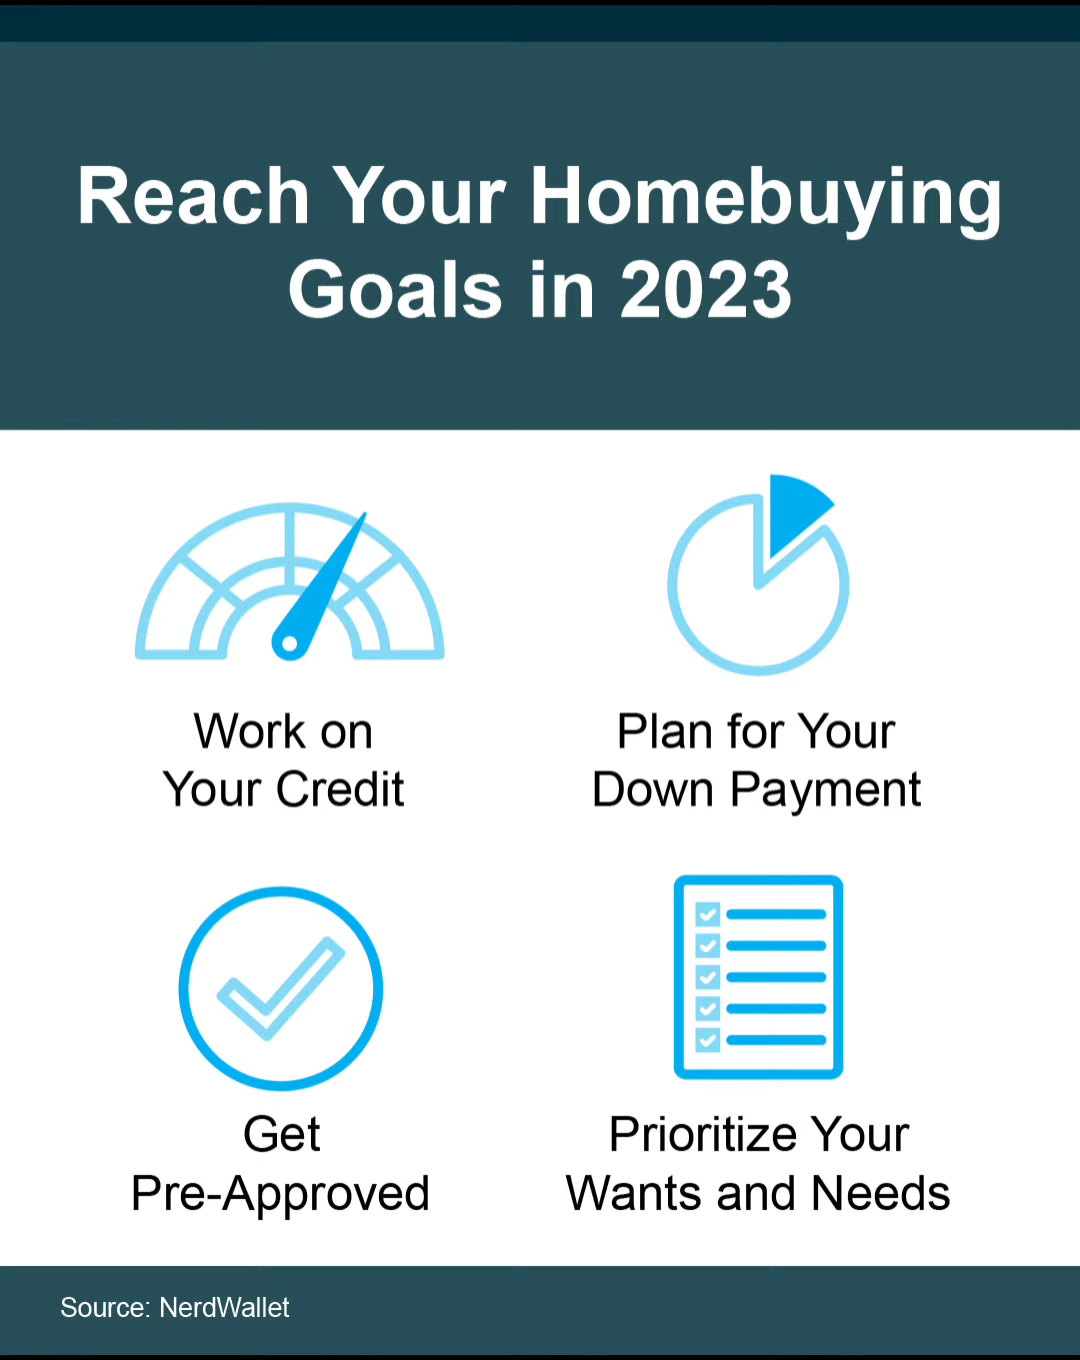 Reach Your Homebuying
Goals in 2023
Work on
Your Credit
Plan for Your
Down Payment
Get
Pre-Approved
Prioritize Your
Wants and Needs
Source: NerdWallet